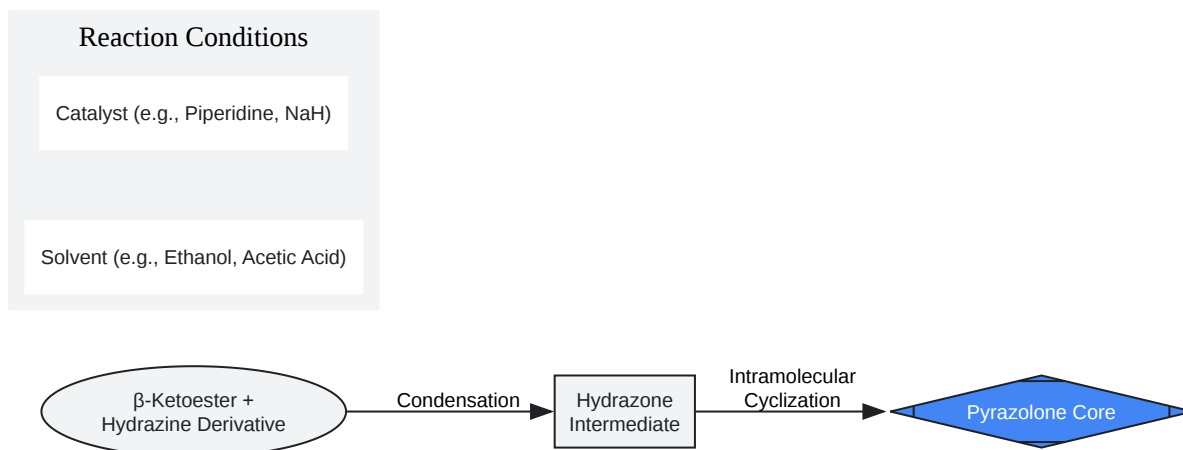 Reaction Conditions
Catalyst (e.g., Piperidine, NaH)
Solvent (e.g., Ethanol, Acetic Acid)
β-Ketoester +
Hydrazine Derivative
Condensation
Hydrazone
Intermediate
Intramolecular
Cyclization
Pyrazolone Core